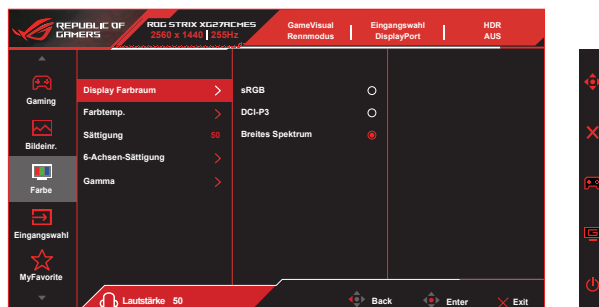 REPUBLIC OF GAMERS
ROG STRIX XG27ACMES
2560 x 1440 255Hz
GameVisual
Rennmodus
Eingangswahl
DisplayPort
HDR
AUS
Gaming
Bildeinr.
Farbe
Eingangswahl
MyFavorite
Display Farbraum
Farbtemp.
Sättigung 50
6-Achsen-Sättigung
Gamma
sRGB
DCI-P3
Breites Spektrum
Lautstärke 50
Back
Enter
Exit